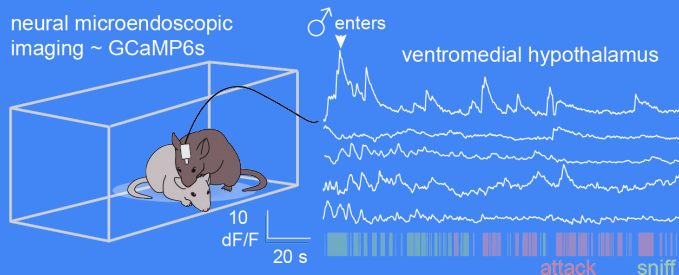 neural microendoscopic
imaging ~ GCaMP6s
♂ enters
ventromedial hypothalamus
10
dF/F
20 s
attack
sniff